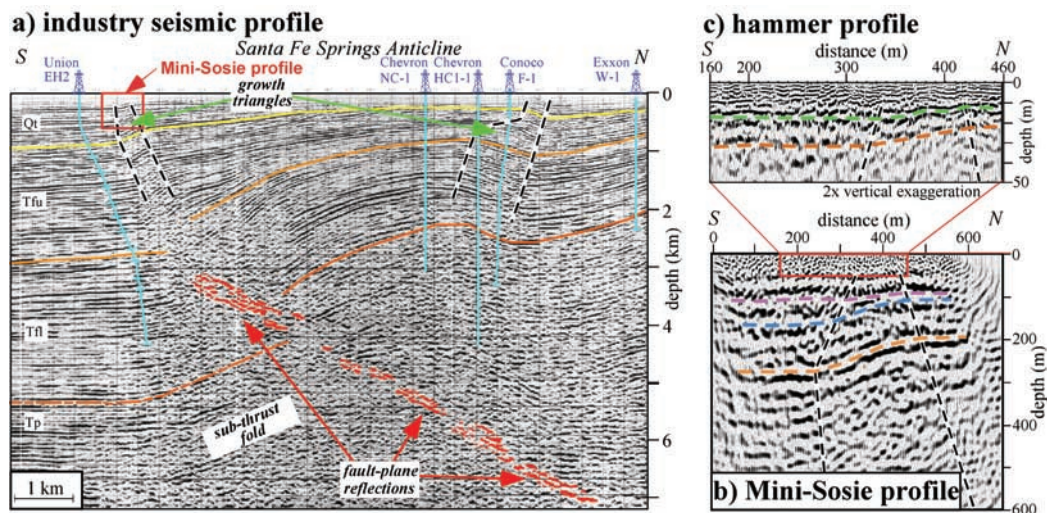 a) industry seismic profile
S
Santa Fe Springs Anticline
N
Union
EH2
Mini-Sosie profile
growth
triangles
Chevron
NC-1
Chevron
HC1-1
Conoco
F-1
Exxon
W-1
Qt
Tfu
Tfl
Tp
0
2
4
6
depth (km)
sub-thrust
fold
fault-plane
reflections
1 km
c) hammer profile
S
distance (m)
N
160
200
300
400
460
0
50
depth (m)
2x vertical exaggeration
S
distance (m)
N
0
200
400
600
0
200
400
600
depth (m)
b) Mini-Sosie profile